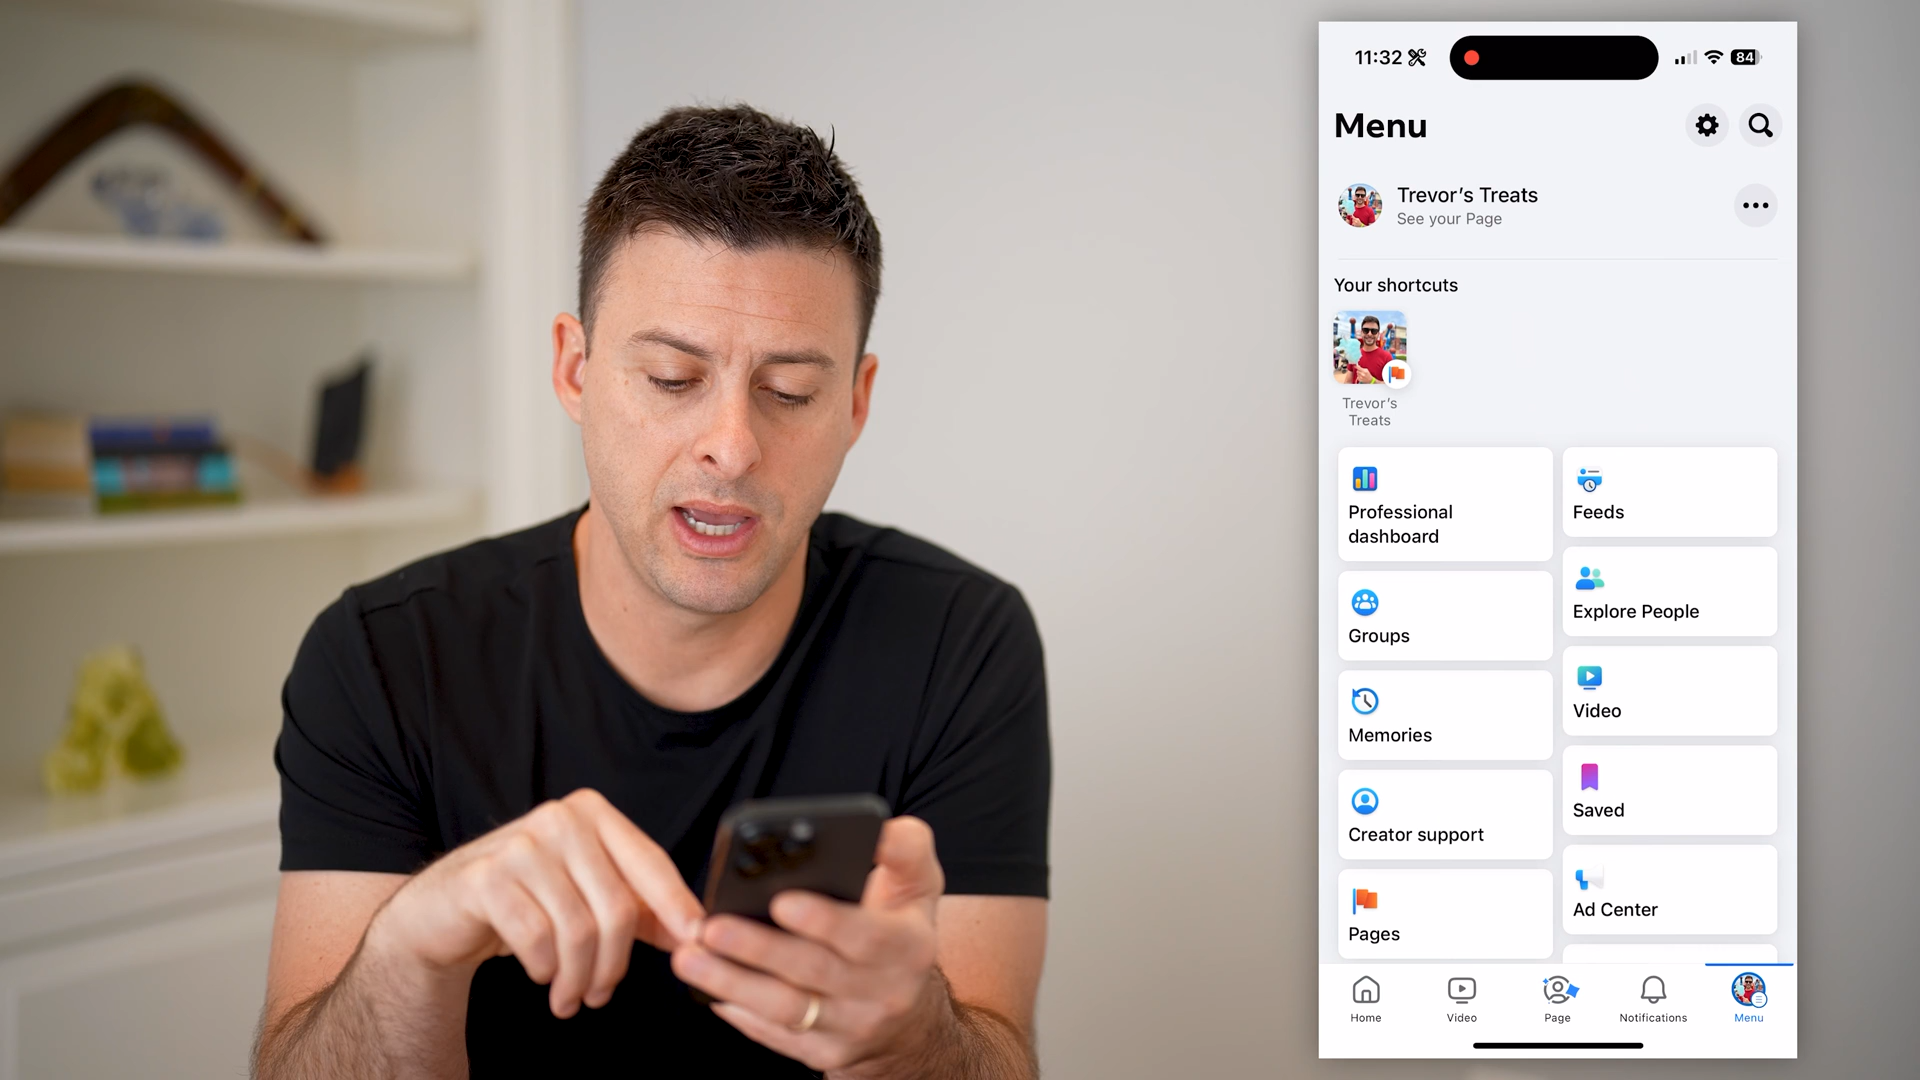 11:32
84
Menu
Trevor's Treats
See your Page
Your shortcuts
Trevor's
Treats
Professional
dashboard
Feeds
Groups
Explore People
Memories
Video
Creator support
Saved
Pages
Ad Center
Home
Video
Page
Notifications
Menu